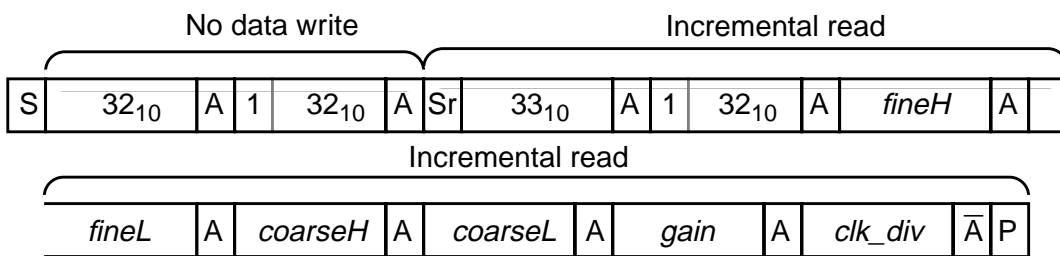 No data write Incremental read
S 32₁₀ A 1 32₁₀ A Sr 33₁₀ A 1 32₁₀ A fineH A
Incremental read
fineL A coarseH A coarseL A gain A clk_div A̅ P